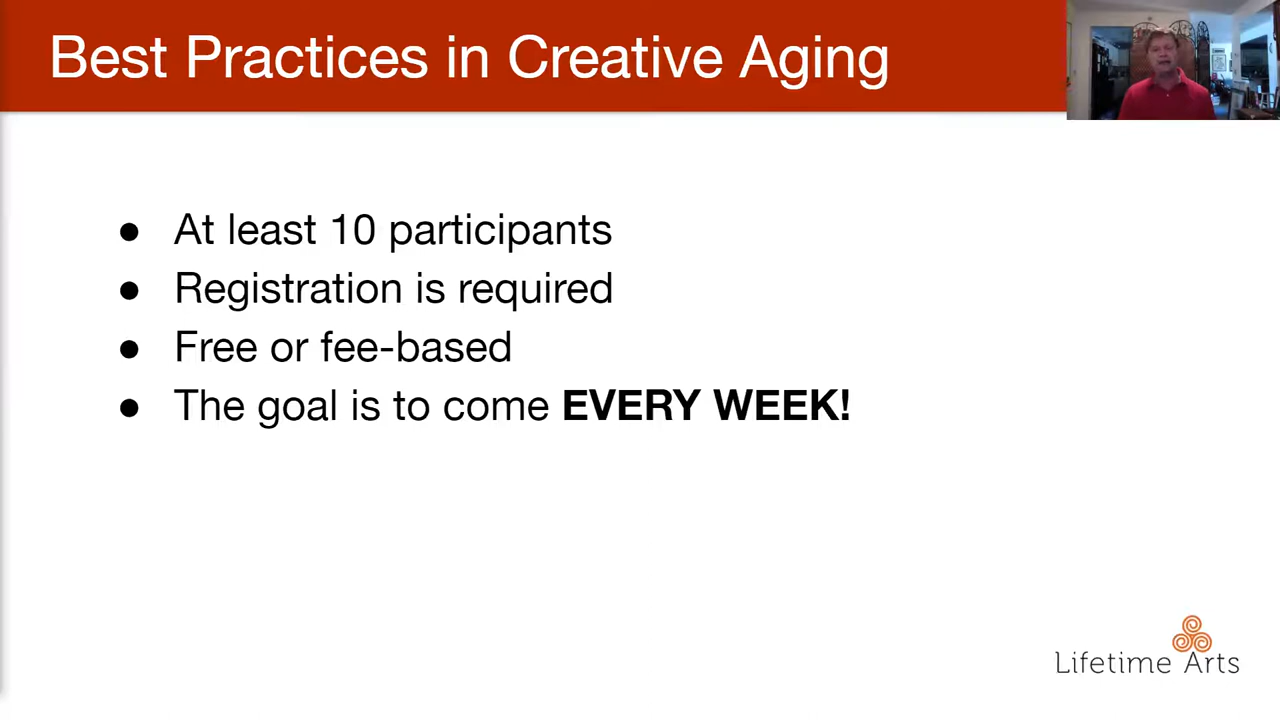 Best Practices in Creative Aging
● At least 10 participants
● Registration is required
● Free or fee-based
● The goal is to come EVERY WEEK!
Lifetime Arts